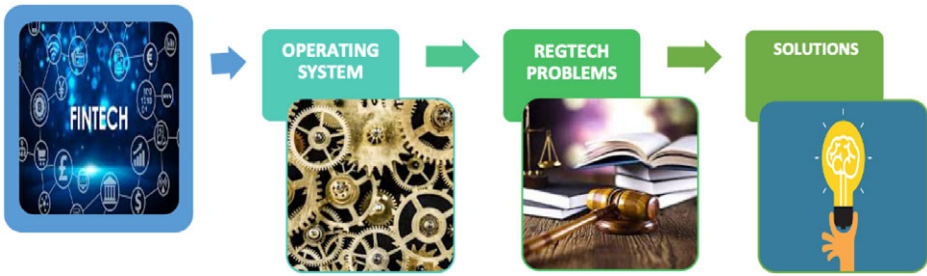 FINTECH
OPERATING
SYSTEM
REGTECH
PROBLEMS
SOLUTIONS